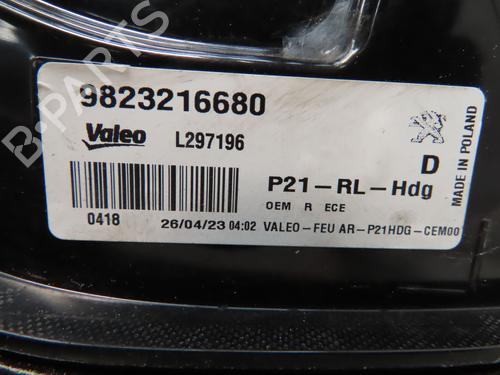 9823216680
Valeo L297196
D
P21-RL-Hdg
OEM R ECE
0418 26/04/23 04:02 VALEO-FEU AR-P21HDG-CEM00
MADE IN POLAND
B-PARTS